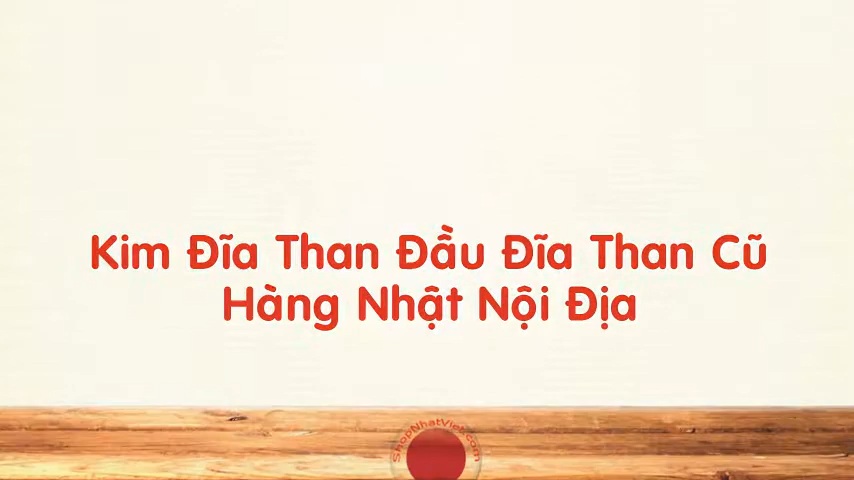 Kim Đĩa Than Đầu Đĩa Than Cũ
Hàng Nhật Nội Địa
ShopNhatViet.com